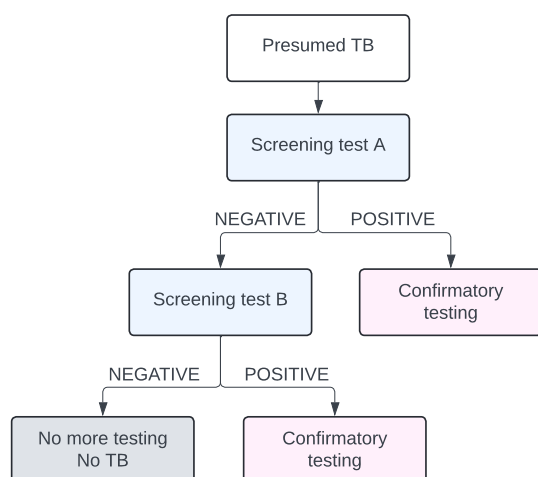 Presumed TB
Screening test A
NEGATIVE
POSITIVE
Screening test B
Confirmatory
testing
NEGATIVE
POSITIVE
No more testing
No TB
Confirmatory
testing